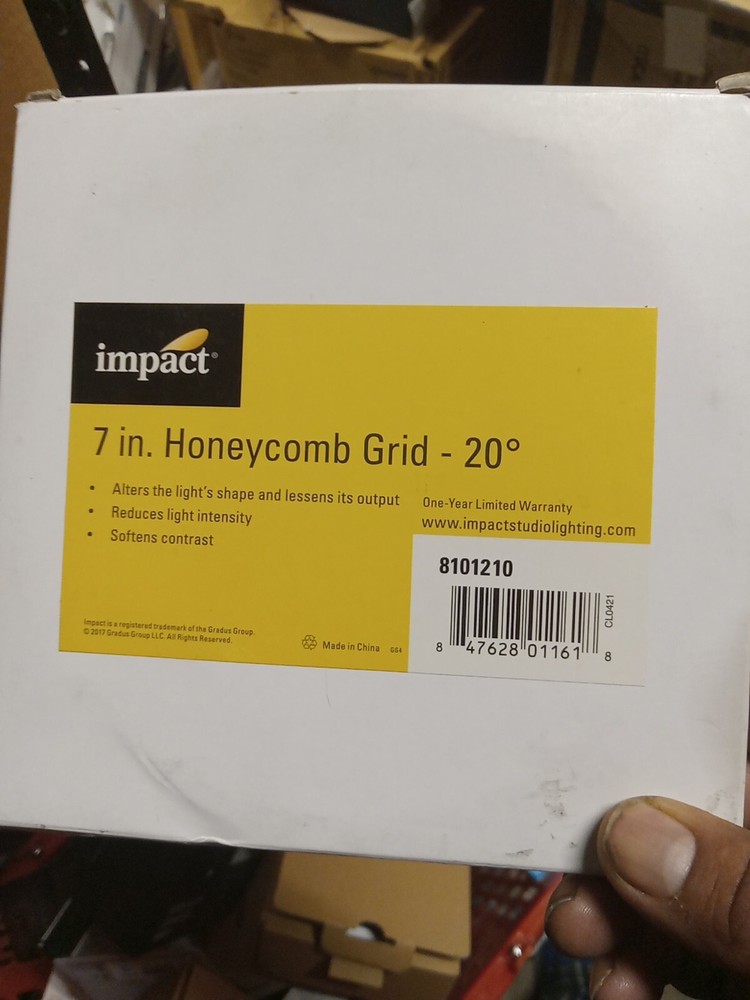 impact®
7 in. Honeycomb Grid - 20°
• Alters the light's shape and lessens its output
• Reduces light intensity
• Softens contrast
One-Year Limited Warranty
www.impactstudiolighting.com
8101210
CL0421
8 47628 01161 8
Impact is a registered trademark of the Gradus Group.
© 2017 Gradus Group LLC. All Rights Reserved.
Made in China GG4